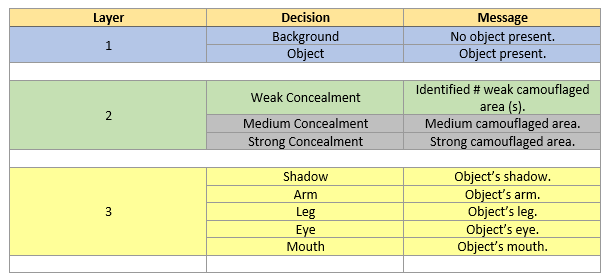 Layer Decision Message
1
Background No object present.
Object Object present.
2
Weak Concealment Identified # weak camouflaged
area (s).
Medium Concealment Medium camouflaged area.
Strong Concealment Strong camouflaged area.
3
Shadow Object's shadow.
Arm Object's arm.
Leg Object's leg.
Eye Object's eye.
Mouth Object's mouth.